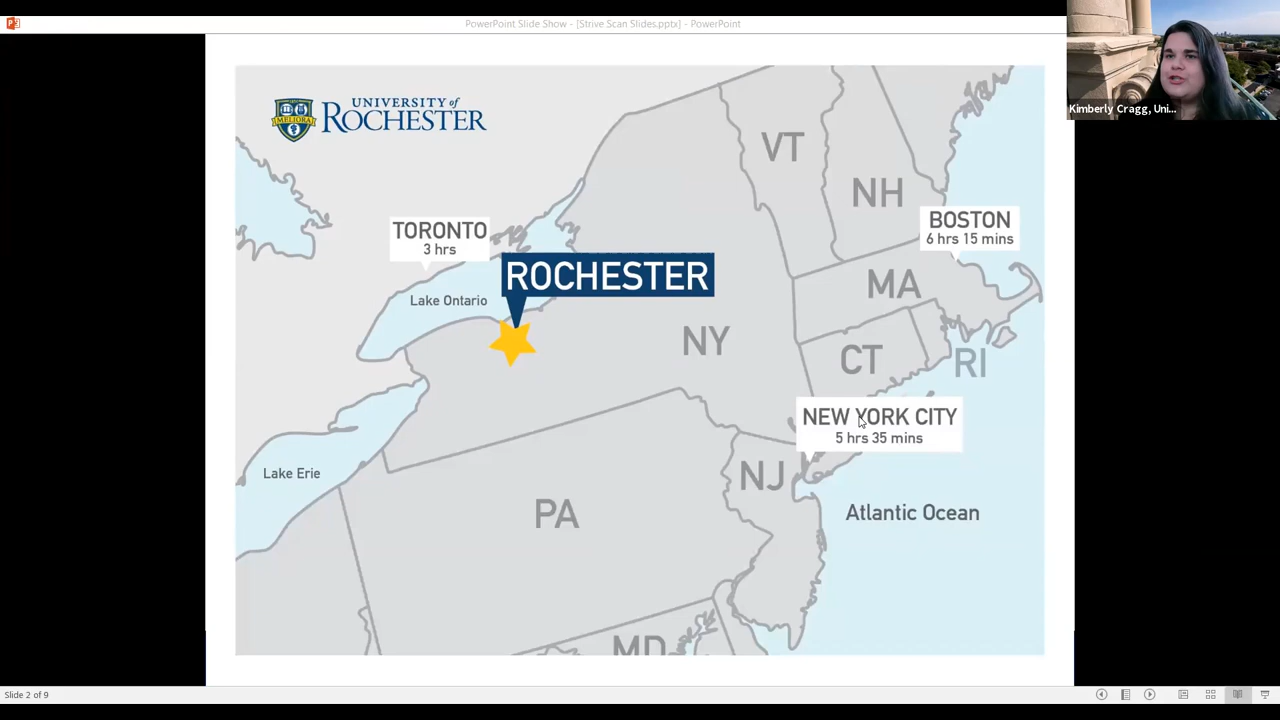 PowerPoint Slide Show - [Strive Scan Slides.pptx] - PowerPoint
Kimberly Cragg, Uni...
UNIVERSITY of
ROCHESTER
MELIORA
VT
NH
TORONTO
3 hrs
BOSTON
6 hrs 15 mins
ROCHESTER
Lake Ontario
MA
NY
CT
RI
NEW YORK CITY
5 hrs 35 mins
Lake Erie
NJ
PA
Atlantic Ocean
MD
Slide 2 of 9